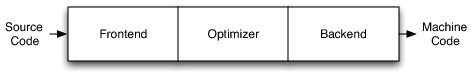 Source
Code
Frontend
Optimizer
Backend
Machine
Code